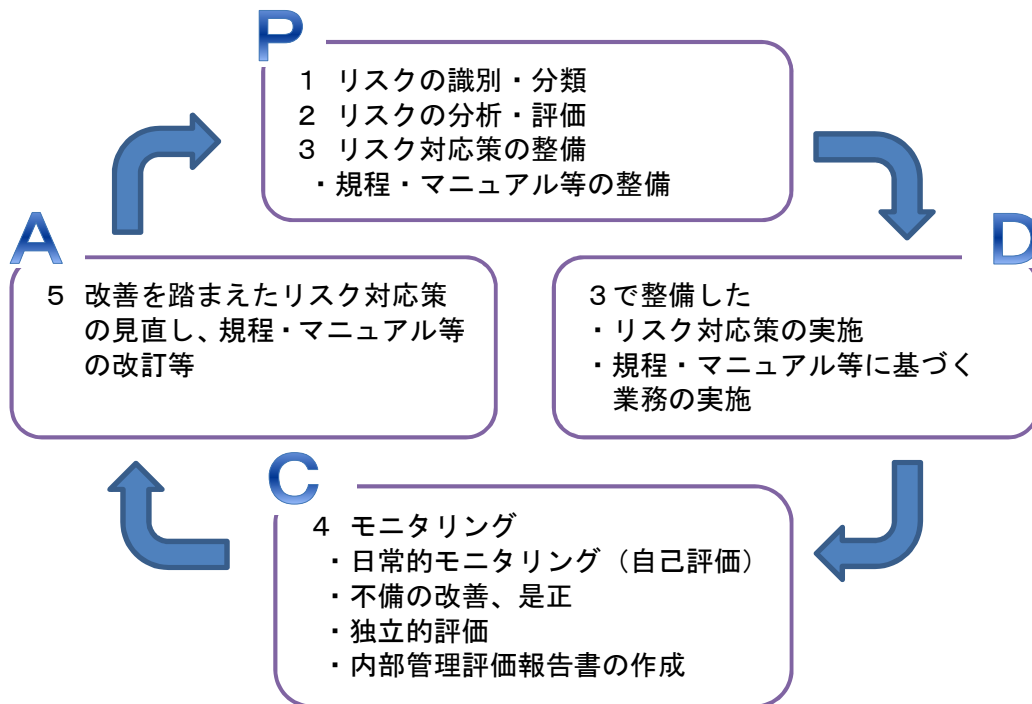 P
１ リスクの識別・分類
２ リスクの分析・評価
３ リスク対応策の整備
・規程・マニュアル等の整備
D
３で整備した
・リスク対応策の実施
・規程・マニュアル等に基づく
業務の実施
C
４ モニタリング
・日常的モニタリング（自己評価）
・不備の改善、是正
・独立的評価
・内部管理評価報告書の作成
A
５ 改善を踏まえたリスク対応策
の見直し、規程・マニュアル等
の改訂等